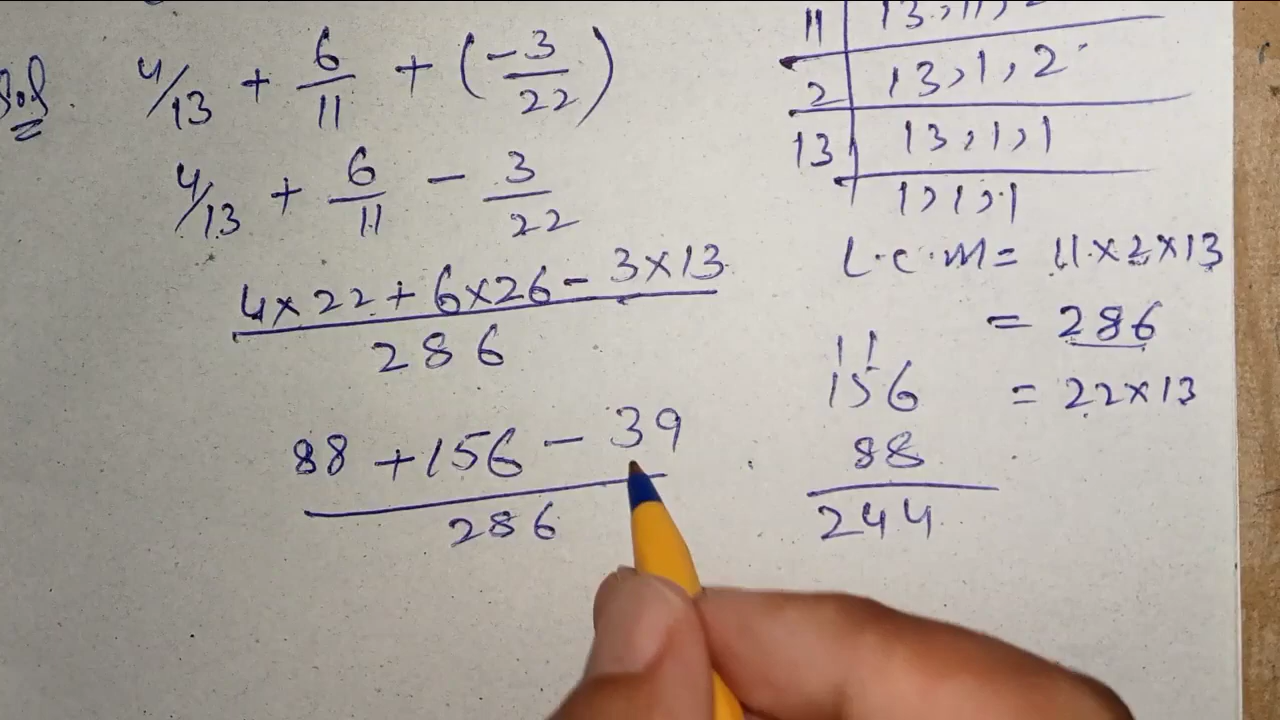 Sol 4/13 + 6/11 + (-3/22)
4/13 + 6/11 - 3/22
4×22 + 6×26 - 3×13
286
88 + 156 - 39
286
11 | 13, 11, 2
2 | 13, 1, 2
13 | 13, 1, 1
1, 1, 1
L.C.M = 11×2×13
= 286
= 22×13
1 1
156
88
244